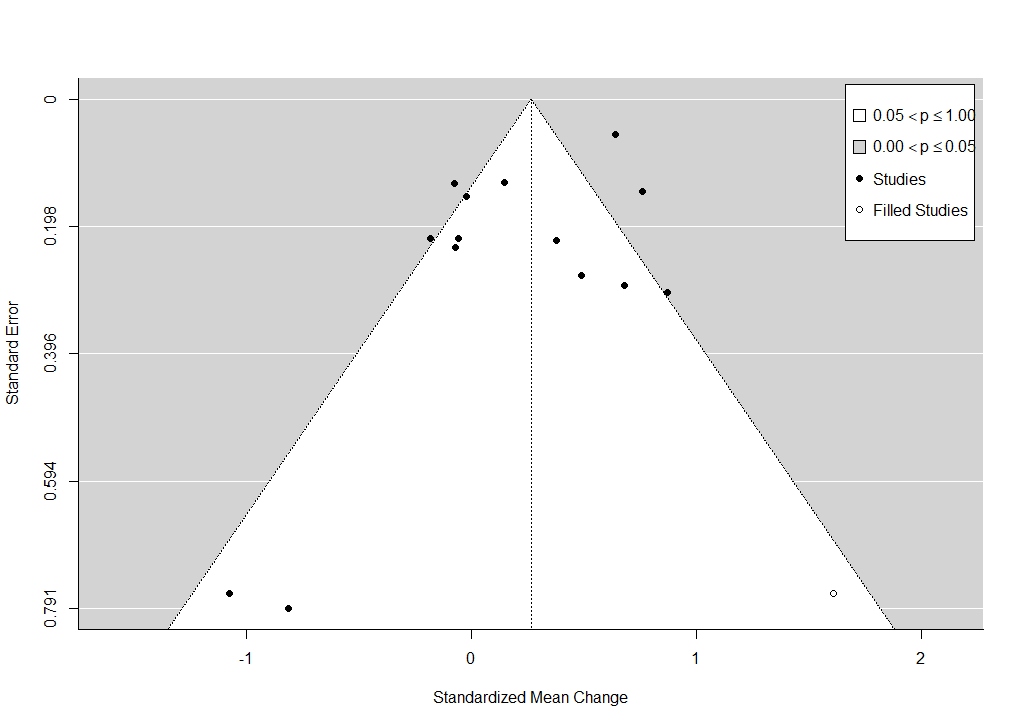 0.05 < p ≤ 1.00
0.00 < p ≤ 0.05
Studies
Filled Studies
0
0.198
0.396
0.594
0.791
Standard Error
-1
0
1
2
Standardized Mean Change